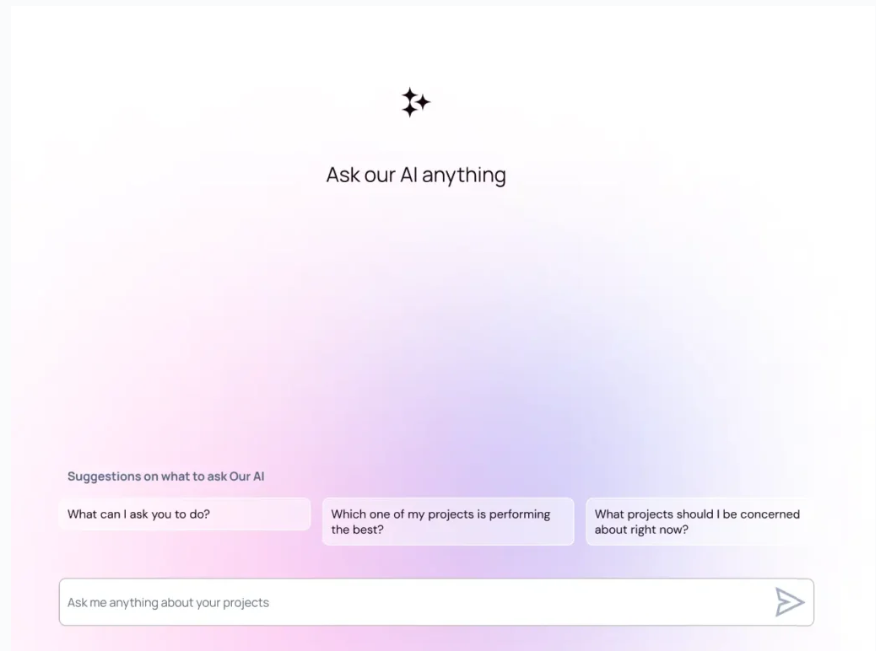 Ask our AI anything
Suggestions on what to ask Our AI
What can I ask you to do?
Which one of my projects is performing
the best?
What projects should I be concerned
about right now?
Ask me anything about your projects